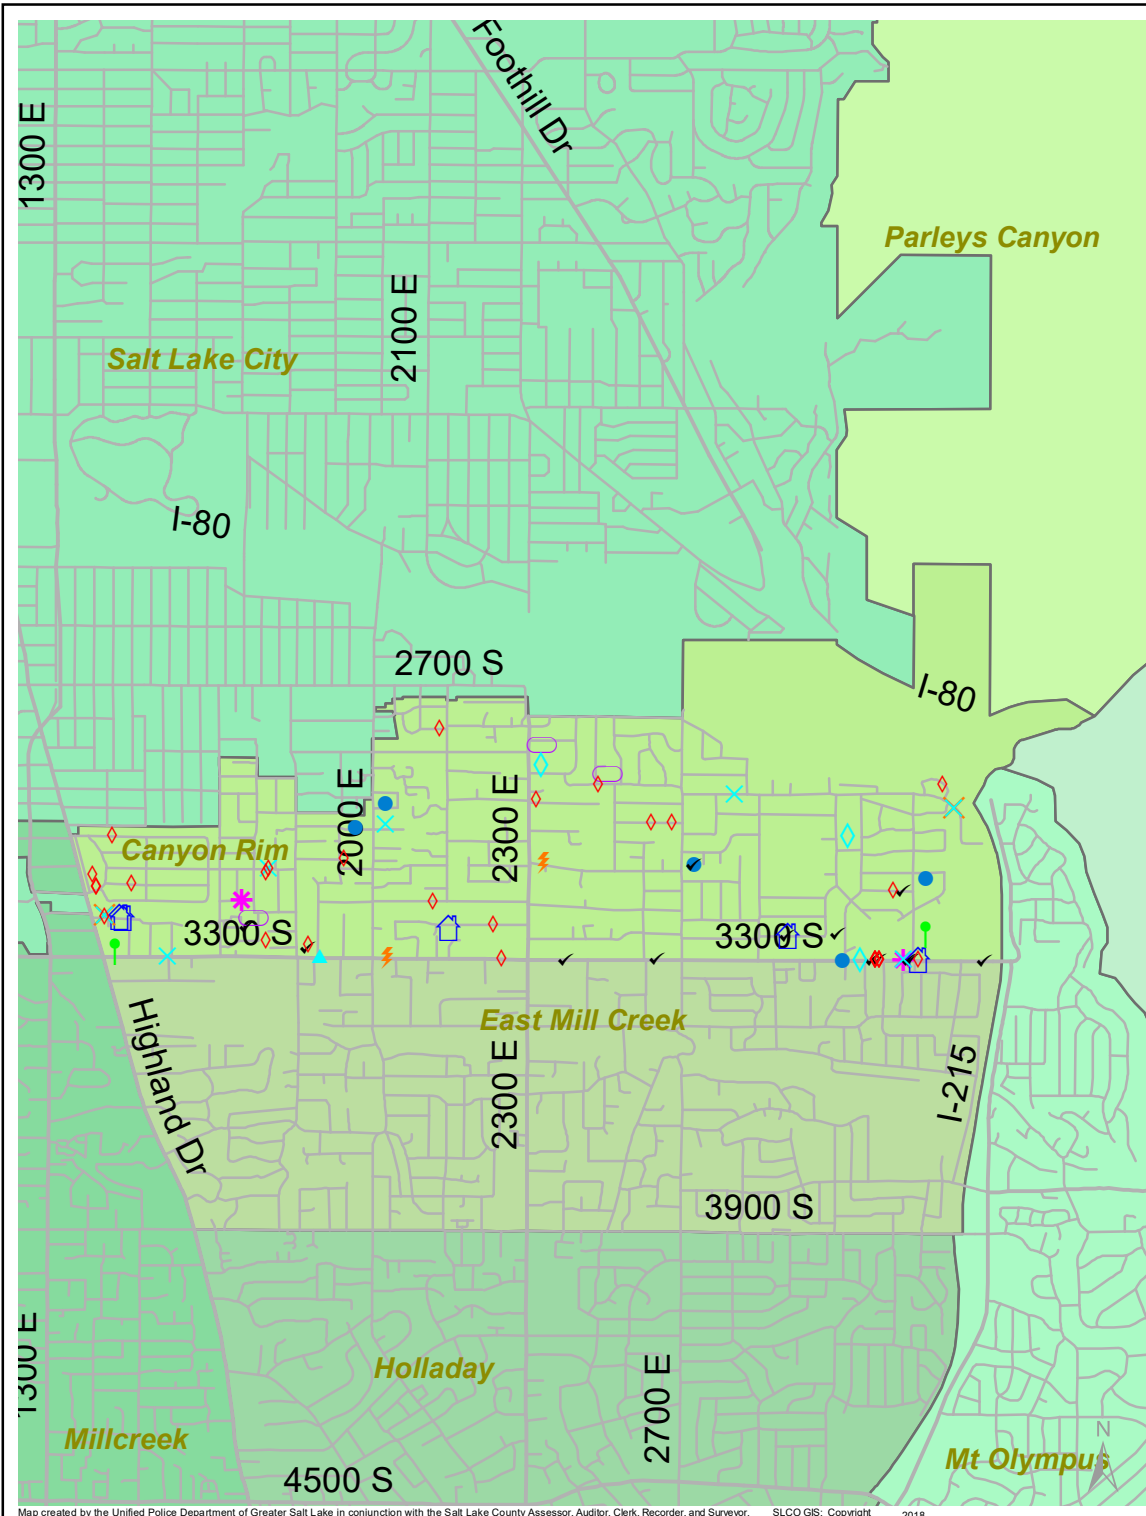 Foothill Dr
1300 E
Parleys Canyon
2100 E
Salt Lake City
I-80
2700 S
I-80
2000 E
2300 E
Canyon Rim
3300 S
3300 S
East Mill Creek
Highland Dr
2300 E
I-215
3900 S
1300 E
Holladay
2700 E
Millcreek
N
Mt Olympus
4500 S
Map created by the Unified Police Department of Greater Salt Lake in conjunction with the Salt Lake County Assessor, Auditor, Clerk, Recorder, and Surveyor. SLCO GIS: Copyright 2018